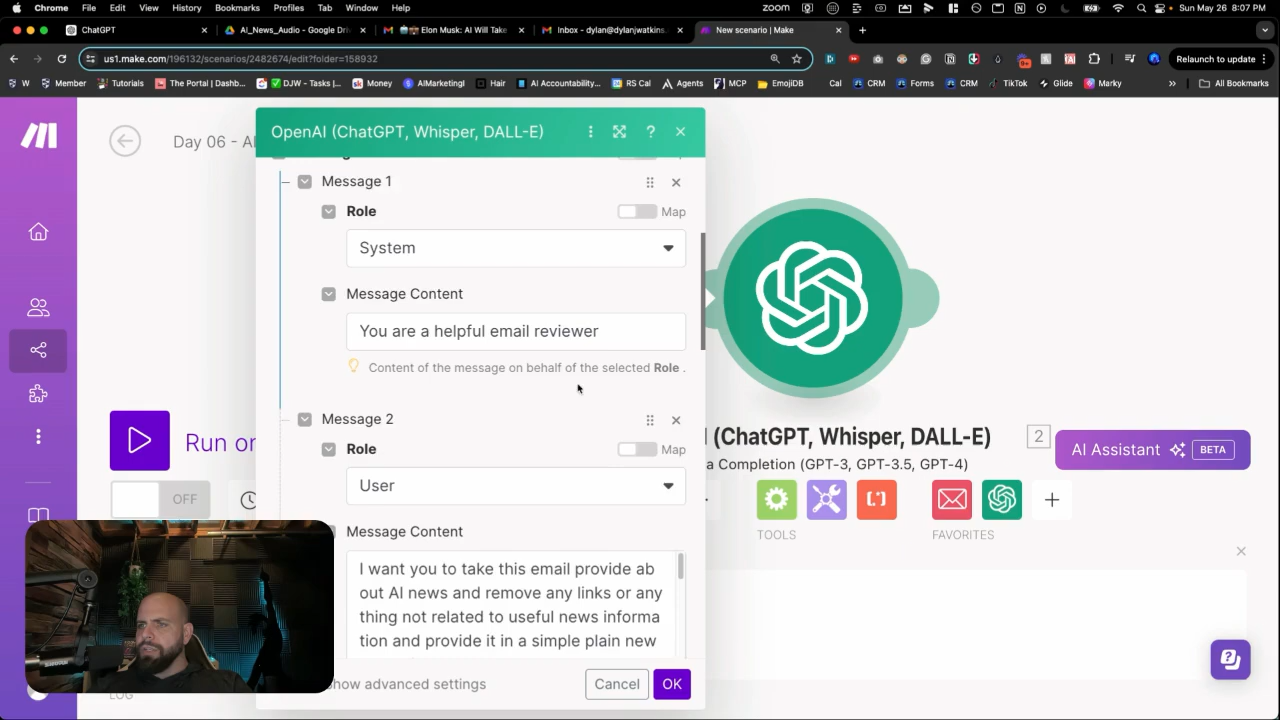 Chrome File Edit View History Bookmarks Profiles Tab Window Help zoom Sun May 26 8:07 PM
ChatGPT AI_News_Audio - Google Dri Elon Musk: AI Will Take Inbox - dylan@dylanjwatkins. New scenario | Make
us1.make.com/196132/scenarios/2482674/edit?folder=158932 Relaunch to update
W Member Tutorials The Portal | Dashb... DJW - Tasks |... Money AIMarketingI Hair AI Accountability... RS Cal Agents MCP EmojiDB Cal CRM Forms CRM TikTok Glide Marky » All Bookmarks
Day 06 - AI
OpenAI (ChatGPT, Whisper, DALL-E)
Message 1
Role
Map
System
Message Content
You are a helpful email reviewer
Content of the message on behalf of the selected Role .
Message 2
Role
Map
User
Message Content
I want you to take this email provide ab
out AI news and remove any links or any
thing not related to useful news informa
tion and provide it in a simple plain new
how advanced settings
Cancel
OK
Run on
OFF
(ChatGPT, Whisper, DALL-E)
2
a Completion (GPT-3, GPT-3.5, GPT-4)
AI Assistant BETA
TOOLS
FAVORITES
LOG